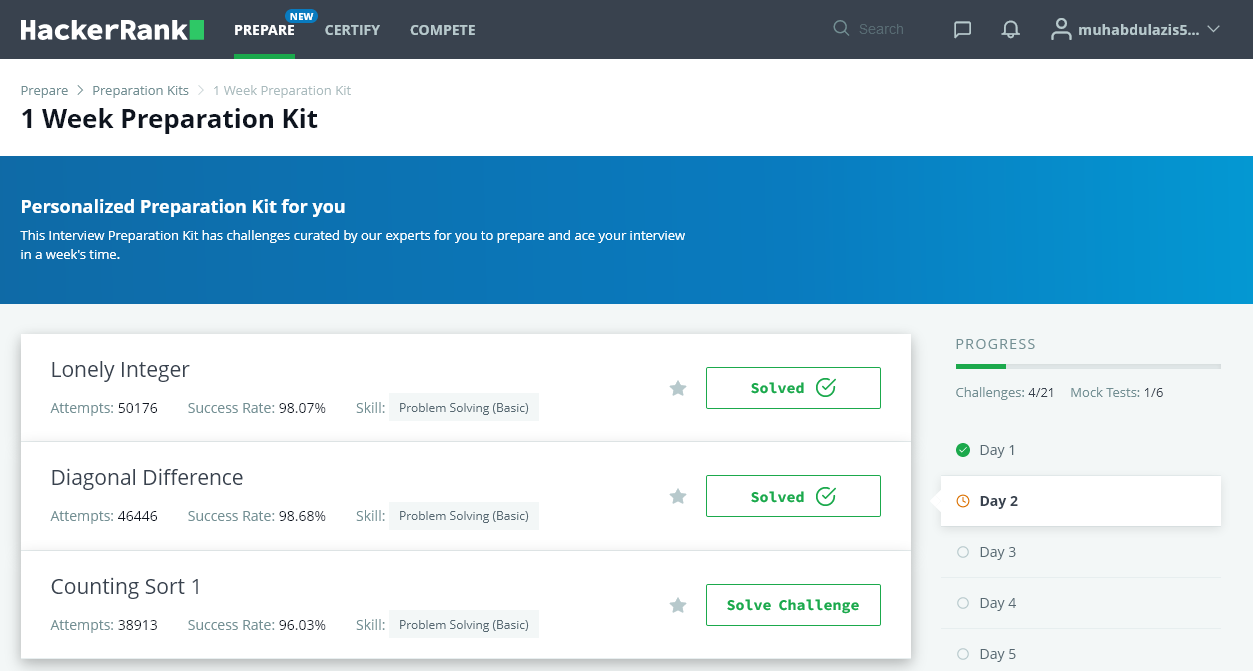 HackerRank
PREPARE
NEW
CERTIFY
COMPETE
Search
muhabdulazis5...
Prepare > Preparation Kits > 1 Week Preparation Kit
1 Week Preparation Kit
Personalized Preparation Kit for you
This Interview Preparation Kit has challenges curated by our experts for you to prepare and ace your interview
in a week's time.
Lonely Integer
Attempts: 50176 Success Rate: 98.07% Skill: Problem Solving (Basic)
Solved
Diagonal Difference
Attempts: 46446 Success Rate: 98.68% Skill: Problem Solving (Basic)
Solved
Counting Sort 1
Attempts: 38913 Success Rate: 96.03% Skill: Problem Solving (Basic)
Solve Challenge
PROGRESS
Challenges: 4/21 Mock Tests: 1/6
Day 1
Day 2
Day 3
Day 4
Day 5